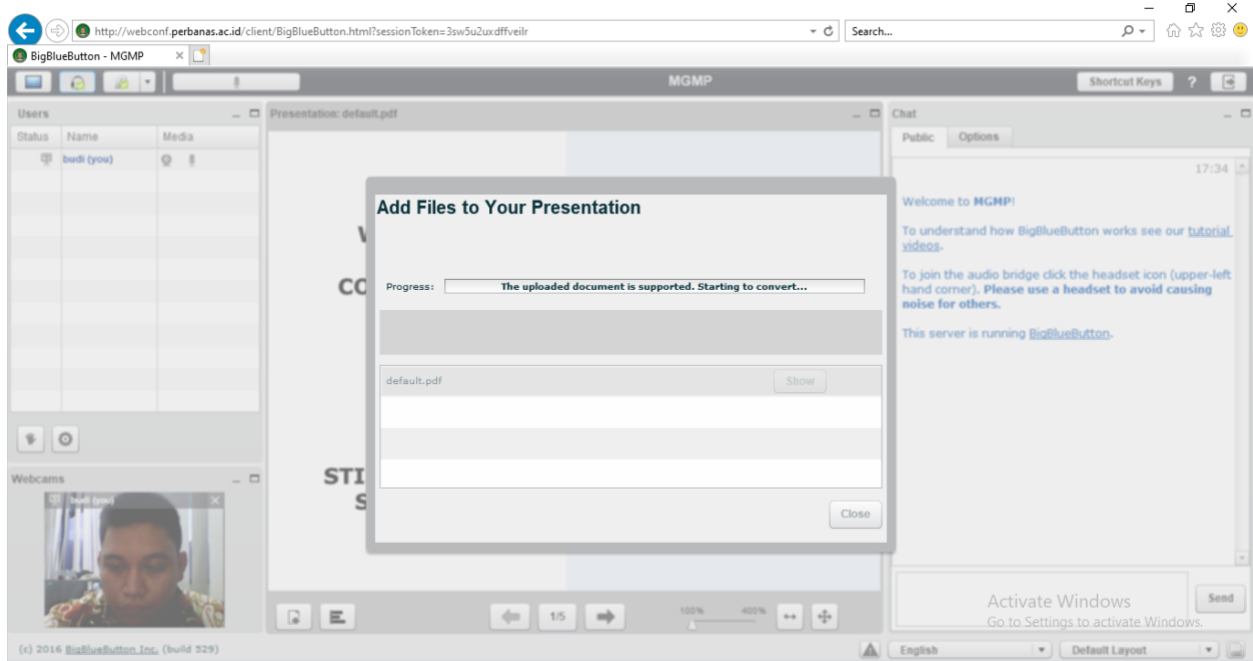 http://webconf.perbanas.ac.id/client/BigBlueButton.html?sessionToken=3sw5u2uxdffveilr
Search...
BigBlueButton - MGMP
MGMP
Shortcut Keys
?
Users
Status Name Media
budi (you)
Presentation: default.pdf
Chat
Public Options
17:34
Welcome to MGMP!
To understand how BigBlueButton works see our tutorial
videos.
To join the audio bridge click the headset icon (upper-left
hand corner). Please use a headset to avoid causing
noise for others.
This server is running BigBlueButton.
Add Files to Your Presentation
Progress: The uploaded document is supported. Starting to convert...
default.pdf Show
Close
CO
STI
S
Webcams
budi (you)
1/5
100% 400%
Send
Activate Windows
Go to Settings to activate Windows.
(c) 2016 BigBlueButton Inc. (build 529)
English
Default Layout